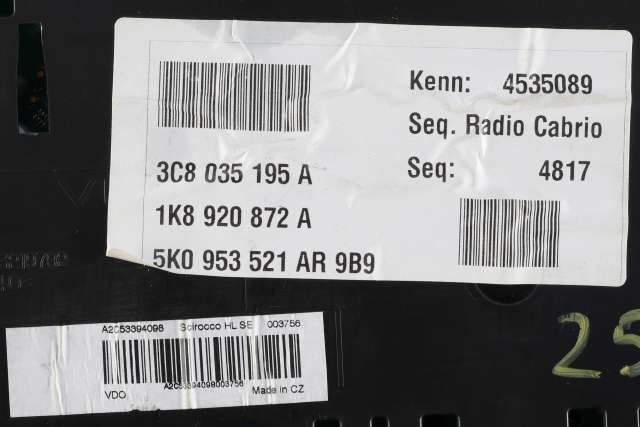 Kenn: 4535089
Seq. Radio Cabrio
Seq: 4817
3C8 035 195 A
1K8 920 872 A
5K0 953 521 AR 9B9
A2C53394098 Scirocco HL SE 003756
A2C53394098003756
VDO Made in CZ
25